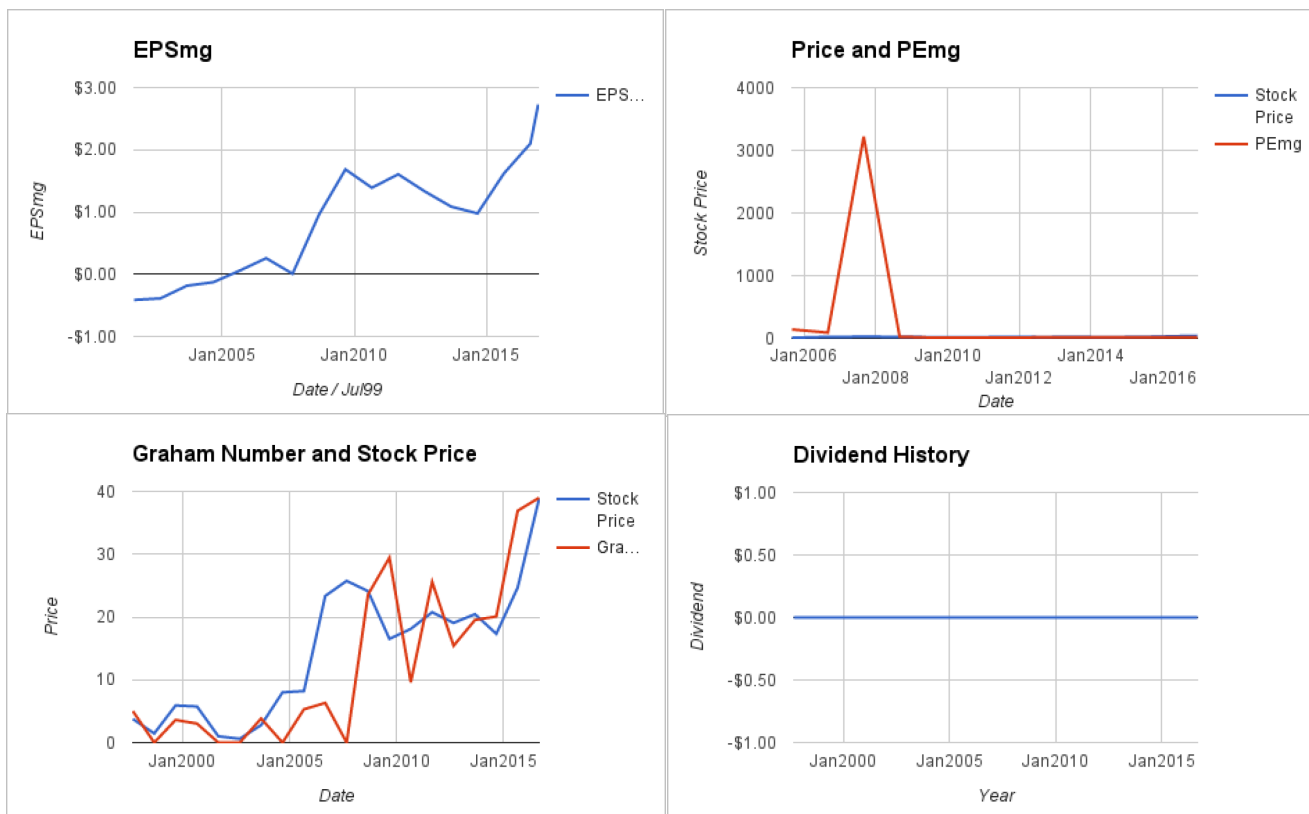 EPSmg
$3.00
$2.00
$1.00
$0.00
-$1.00
EPSmg
EPS...
Jan2005
Jan2010
Jan2015
Date / Jul99
Price and PEmg
4000
3000
2000
1000
0
Stock Price
Stock
Price
PEmg
Jan2006
Jan2008
Jan2010
Jan2012
Jan2014
Jan2016
Date
Graham Number and Stock Price
40
30
20
10
0
Price
Stock
Price
Gra...
Jan2000
Jan2005
Jan2010
Jan2015
Date
Dividend History
$1.00
$0.50
$0.00
-$0.50
-$1.00
Dividend
Jan2000
Jan2005
Jan2010
Jan2015
Year